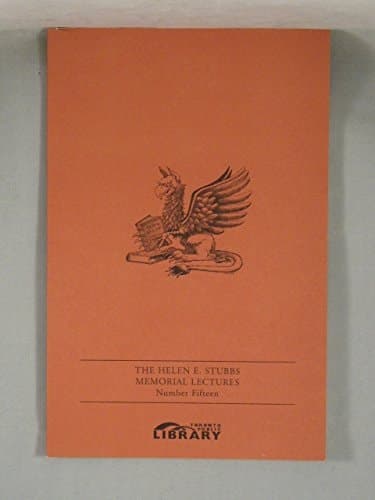 THE HELEN E. STUBBS
MEMORIAL LECTURES
Number Fifteen
TORONTO
PUBLIC
LIBRARY